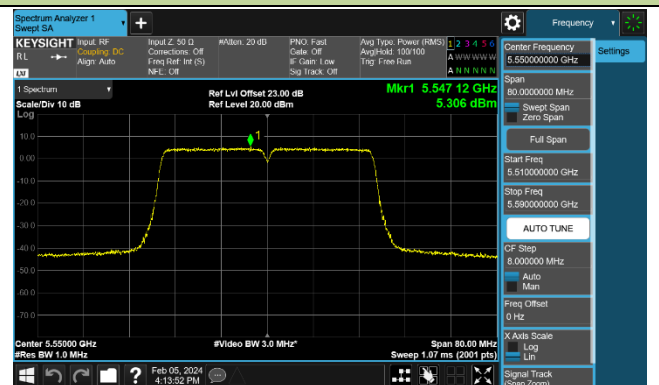 Spectrum Analyzer 1
Swept SA
Frequency
KEYSIGHT
RL
LXI
Input: RF
Coupling: DC
Align: Auto
Input Z: 50 Ω
Corrections: Off
Freq Ref: Int (S)
NFE: Off
#Atten: 20 dB
PNO: Fast
Gate: Off
IF Gain: Low
Sig Track: Off
Avg Type: Power (RMS)
Avg|Hold: 100/100
Trig: Free Run
1 2 3 4 5 6
A W W W W W
A N N N N N
1 Spectrum
Scale/Div 10 dB
Log
Ref Lvl Offset 23.00 dB
Ref Level 20.00 dBm
Mkr1 5.547 12 GHz
5.306 dBm
1
10.0
0.00
-10.0
-20.0
-30.0
-40.0
-50.0
-60.0
-70.0
Center 5.55000 GHz
#Res BW 1.0 MHz
#Video BW 3.0 MHz*
Span 80.00 MHz
Sweep 1.07 ms (2001 pts)
Feb 05, 2024
4:13:52 PM
Center Frequency
5.550000000 GHz
Settings
Span
80.0000000 MHz
Swept Span
Zero Span
Full Span
Start Freq
5.510000000 GHz
Stop Freq
5.590000000 GHz
AUTO TUNE
CF Step
8.000000 MHz
Auto
Man
Freq Offset
0 Hz
X Axis Scale
Log
Lin
Signal Track
(Span Zoom)